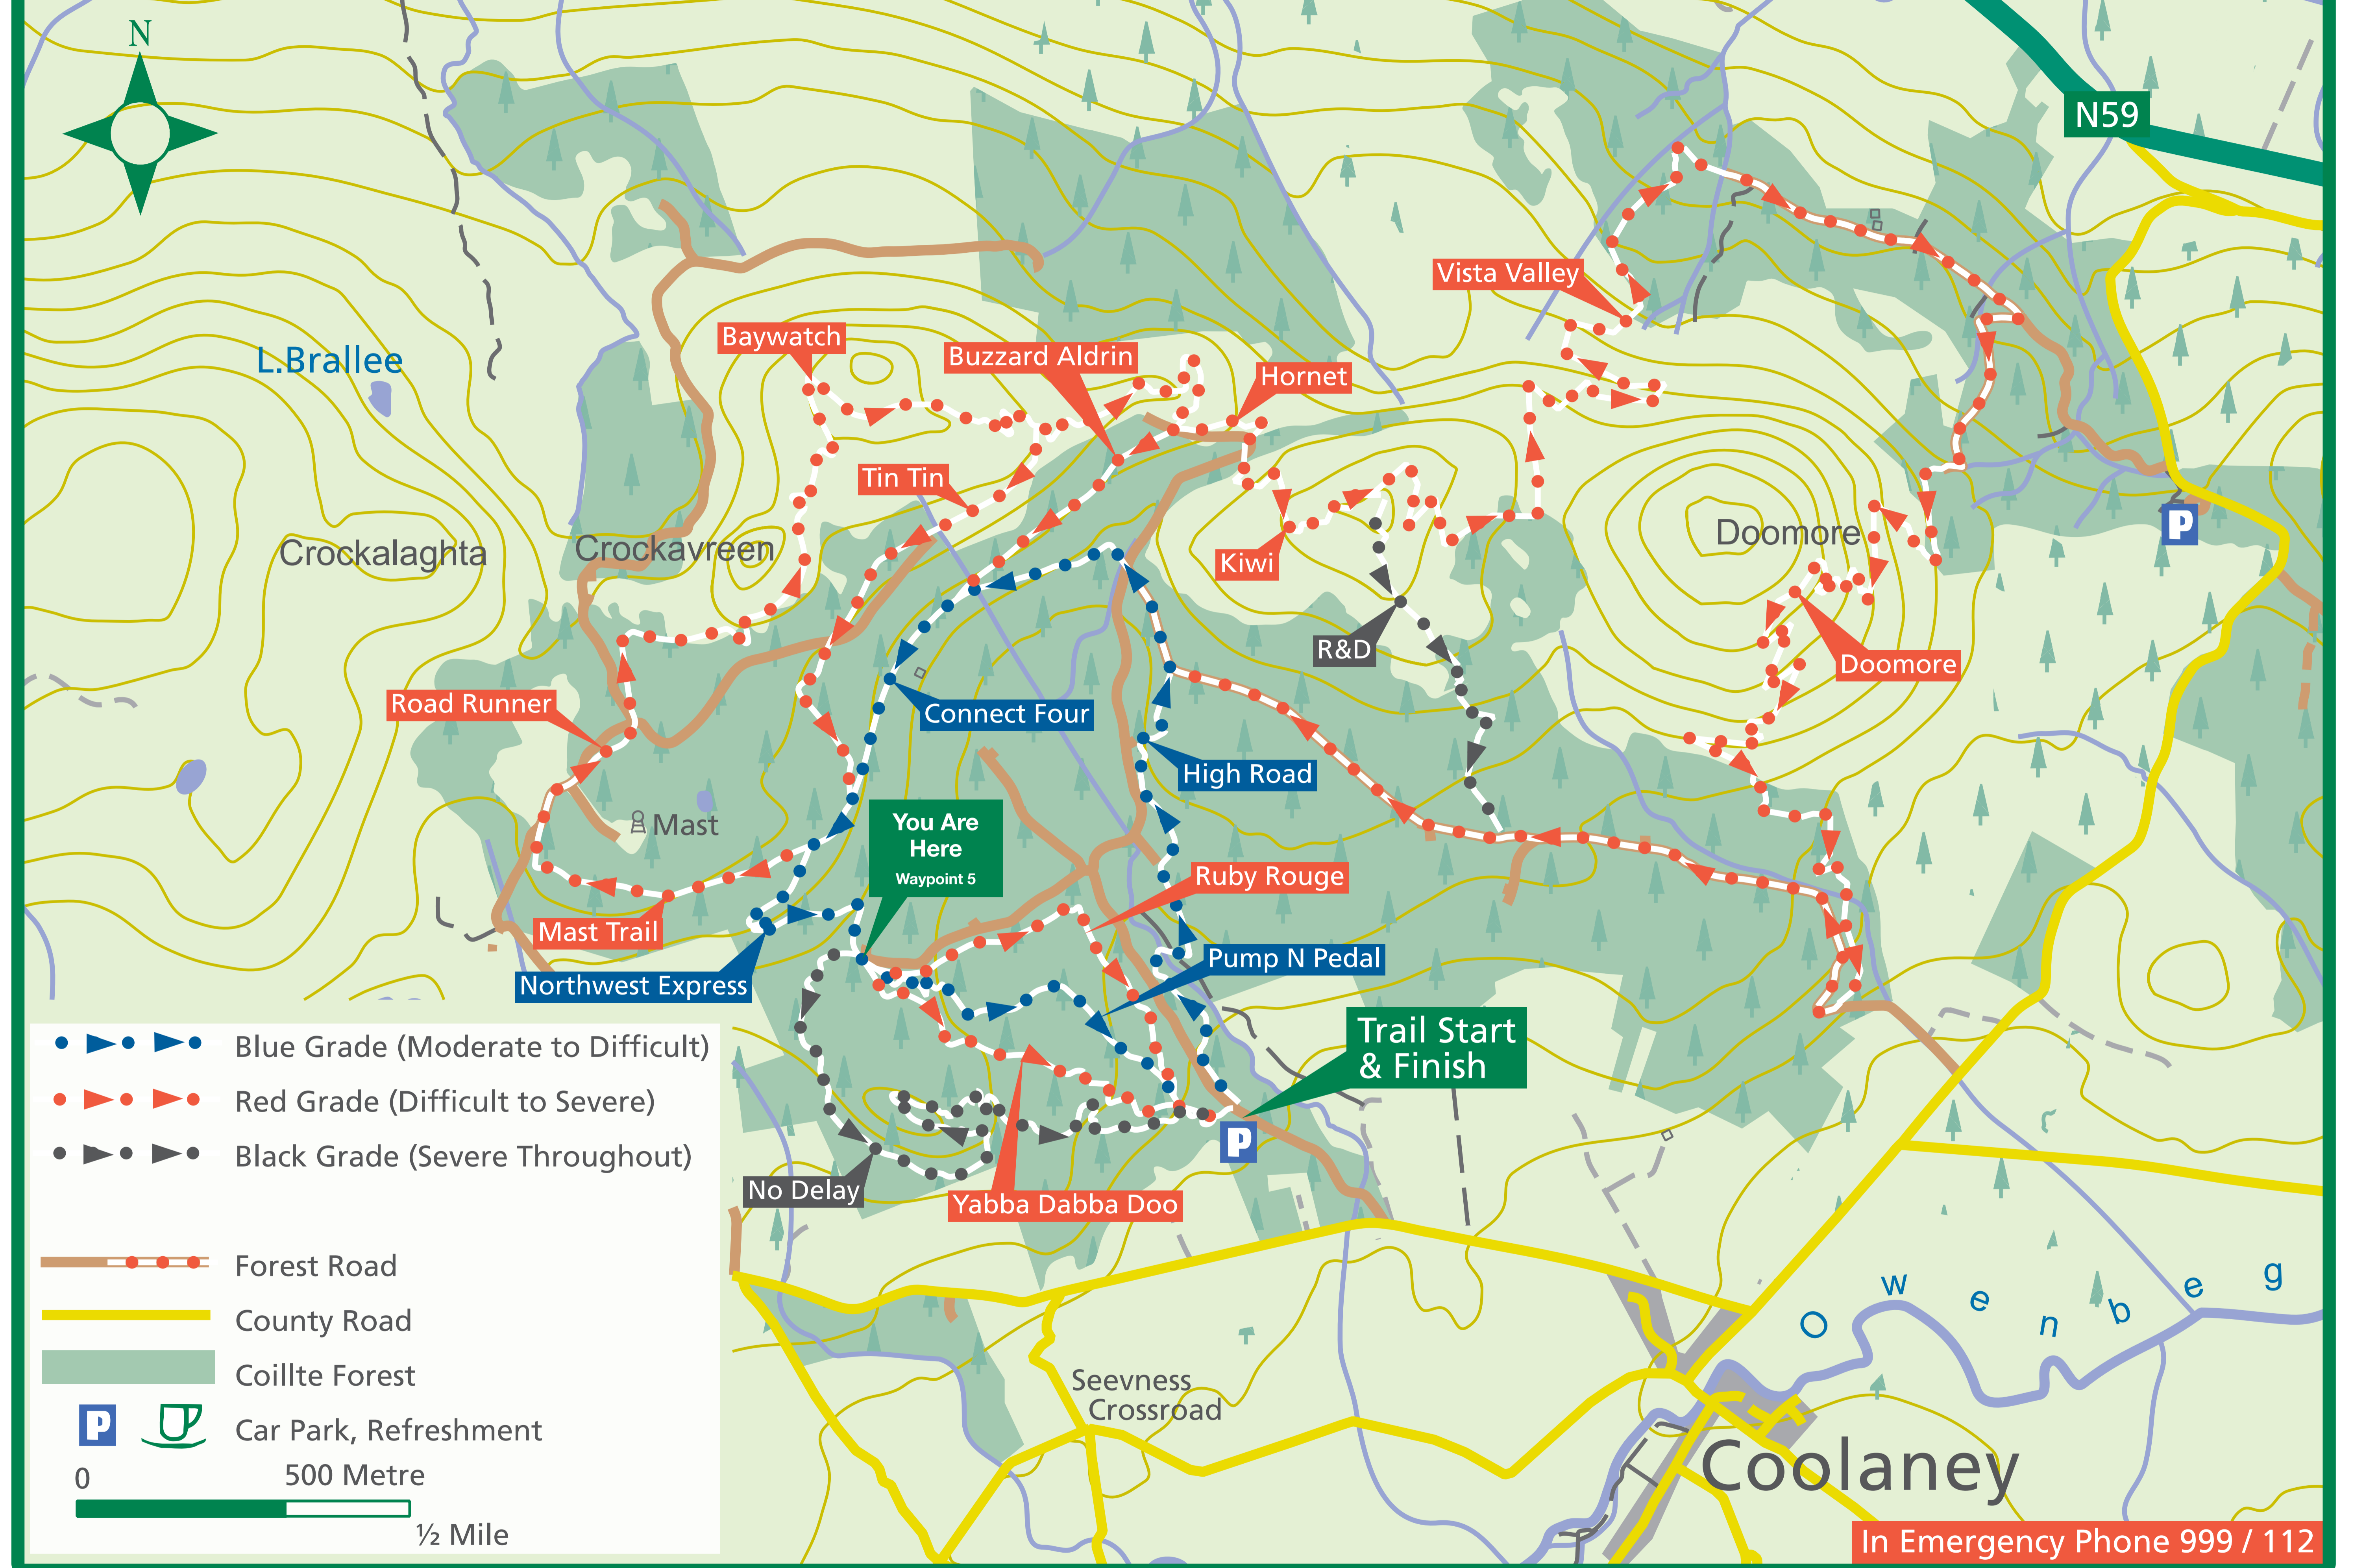 N
N59
Vista Valley
Baywatch
Buzzard Aldrin
L.Brallee
Hornet
Tin Tin
P
Doomore
Crockavreen
Crockalaghta
Kiwi
R&D
Doomore
Road Runner
Connect Four
High Road
Mast
You Are
Here
Waypoint 5
Ruby Rouge
Mast Trail
Pump N Pedal
Northwest Express
Trail Start
& Finish
P
No Delay
Yabba Dabba Doo
Blue Grade (Moderate to Difficult)
Red Grade (Difficult to Severe)
Black Grade (Severe Throughout)
Forest Road
County Road
Coillte Forest
P Car Park, Refreshment
0 500 Metre
½ Mile
Owenbeg
Seevness
Crossroad
Coolaney
In Emergency Phone 999 / 112